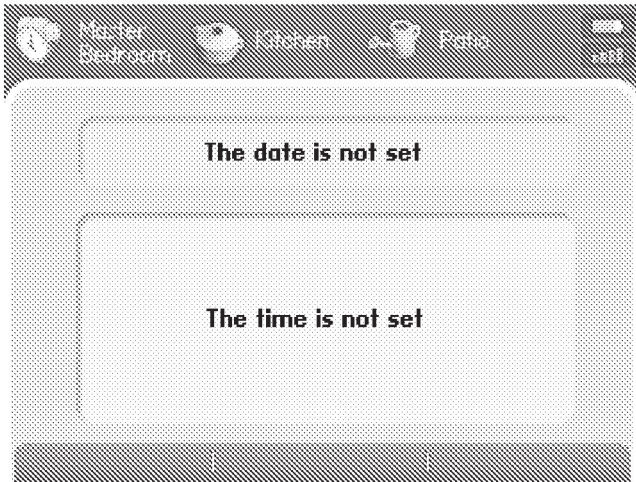 Master
Bedroom
Kitchen
Patio
The date is not set
The time is not set